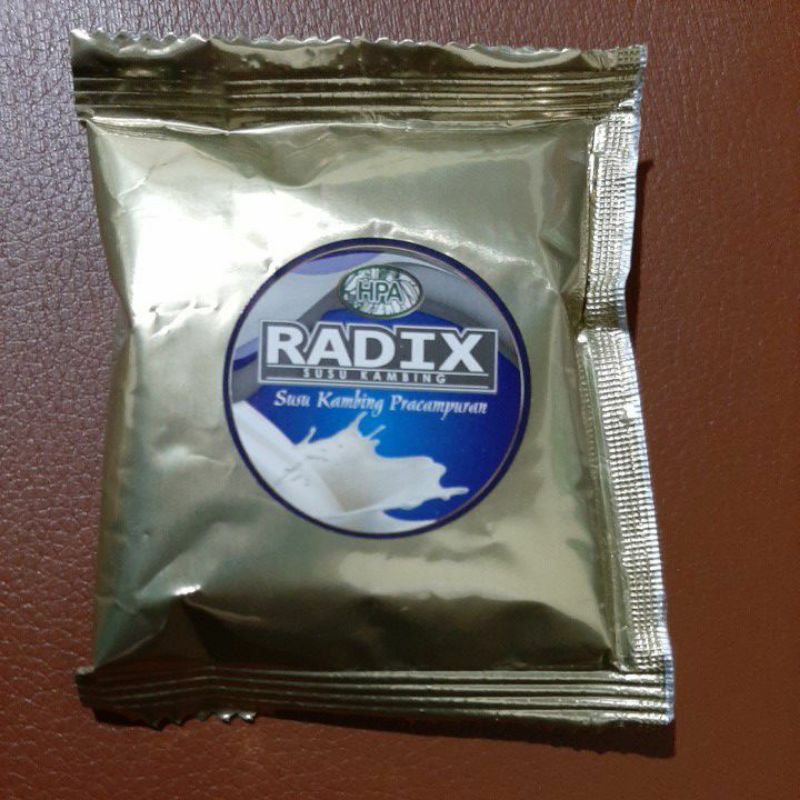 HPA
RADIX
SUSU KAMBING
Susu Kambing Pracampuran